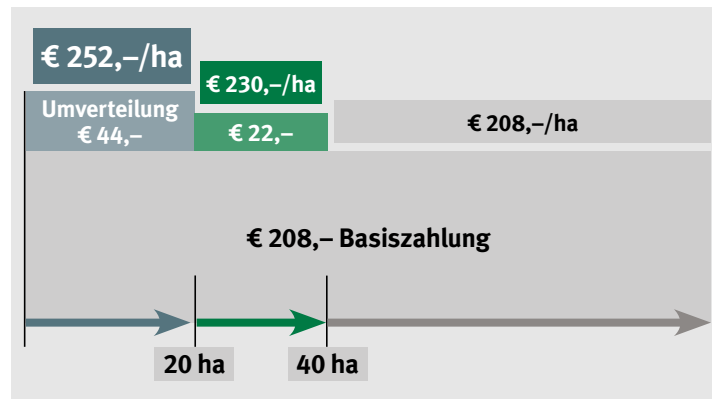 € 252,–/ha
€ 230,–/ha
Umverteilung
€ 44,–
€ 22,–
€ 208,–/ha
€ 208,– Basiszahlung
20 ha
40 ha